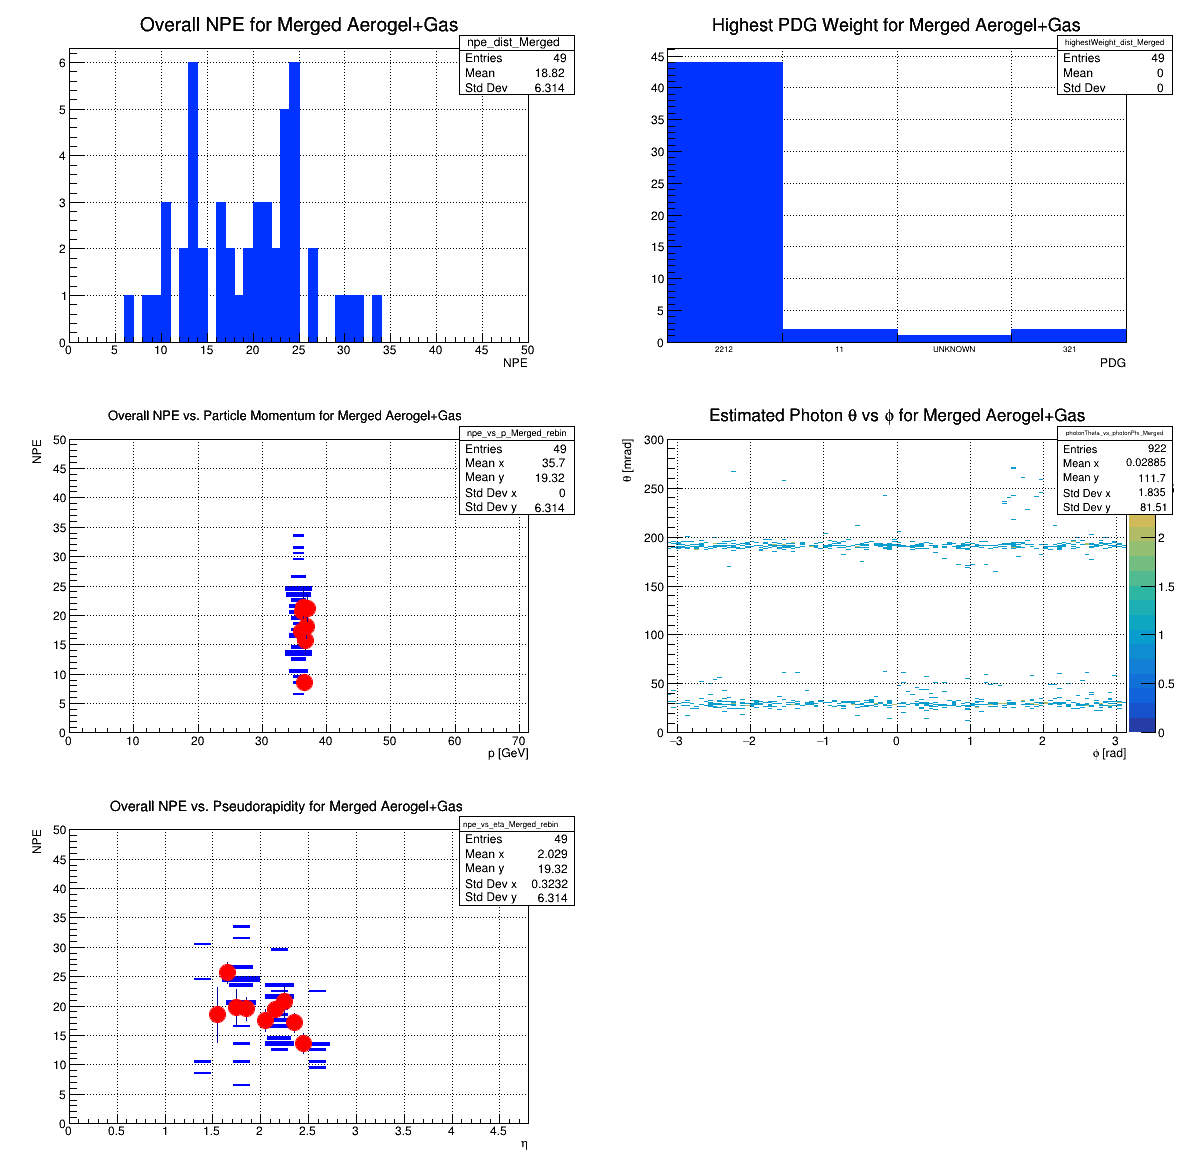 Overall NPE for Merged Aerogel+Gas
npe_dist_Merged
Entries 49
Mean 18.82
Std Dev 6.314
6
5
4
3
2
1
0
0 5 10 15 20 25 30 35 40 45 50
NPE
Highest PDG Weight for Merged Aerogel+Gas
highestWeight_dist_Merged
Entries 49
Mean 0
Std Dev 0
45
40
35
30
25
20
15
10
5
0
2212 11 UNKNOWN 321
PDG
Overall NPE vs. Particle Momentum for Merged Aerogel+Gas
npe_vs_p_Merged_rebin
Entries 49
Mean x 35.7
Mean y 19.32
Std Dev x 0
Std Dev y 6.314
NPE
50
45
40
35
30
25
20
15
10
5
0
0 10 20 30 40 50 60 70
p [GeV]
Estimated Photon θ vs ϕ for Merged Aerogel+Gas
photonTheta_vs_photonPhi_Merged
Entries 922
Mean x 0.02885
Mean y 111.7
Std Dev x 1.835
Std Dev y 81.51
θ [mrad]
300
250
200
150
100
50
0
−3 −2 −1 0 1 2 3
ϕ [rad]
2
1.5
1
0.5
0
Overall NPE vs. Pseudorapidity for Merged Aerogel+Gas
npe_vs_eta_Merged_rebin
Entries 49
Mean x 2.029
Mean y 19.32
Std Dev x 0.3232
Std Dev y 6.314
NPE
50
45
40
35
30
25
20
15
10
5
0
0 0.5 1 1.5 2 2.5 3 3.5 4 4.5
η